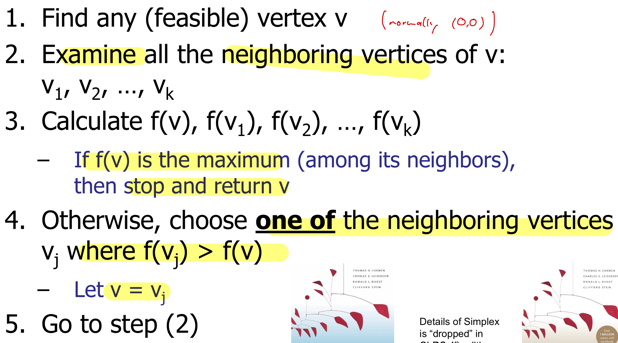 1. Find any (feasible) vertex v (normally (0,0))
2. Examine all the neighboring vertices of v:
v1, v2, …, vk
3. Calculate f(v), f(v1), f(v2), …, f(vk)
– If f(v) is the maximum (among its neighbors),
then stop and return v
4. Otherwise, choose one of the neighboring vertices
vj where f(vj) > f(v)
– Let v = vj
5. Go to step (2)
THOMAS H. CORMEN
CHARLES E. LEISERSON
RONALD L. RIVEST
CLIFFORD STEIN
Details of Simplex
is “dropped” in
THOMAS H. CORMEN
CHARLES E. LEISERSON
RONALD L. RIVEST
CLIFFORD STEIN